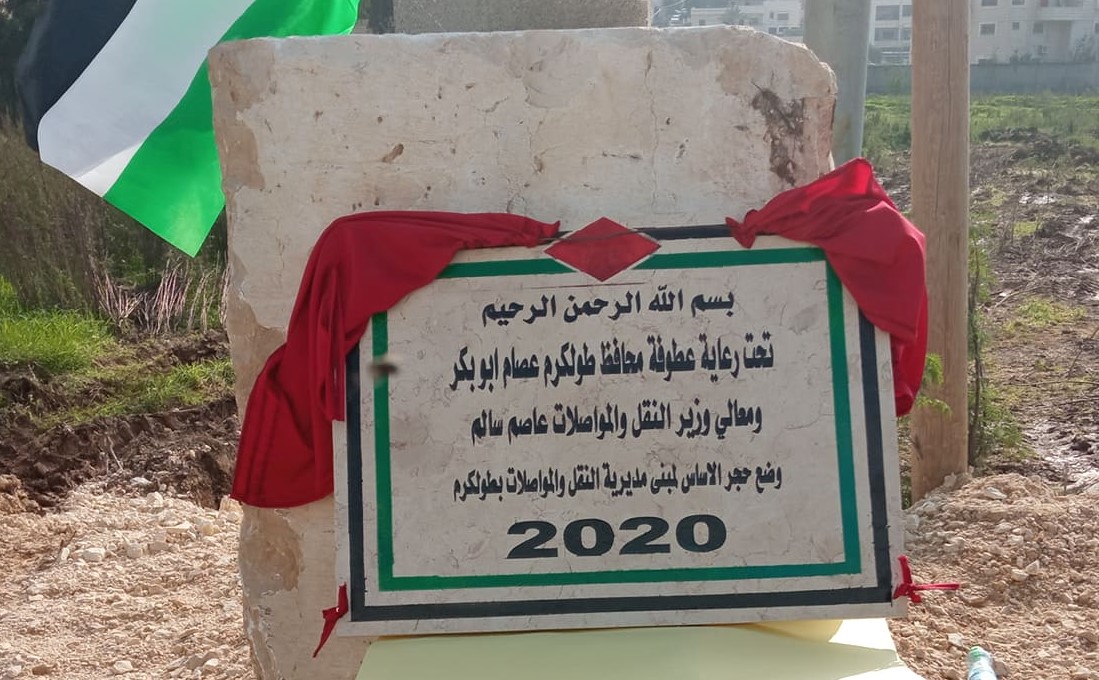 بسم الله الرحمن الرحيم
تحت رعاية عطوفة محافظ طولكرم عصام ابو بكر
ومعالي وزير النقل والمواصلات عاصم سالم
وضع حجر الاساس لمبنى مديرية النقل والمواصلات بطولكرم
2020